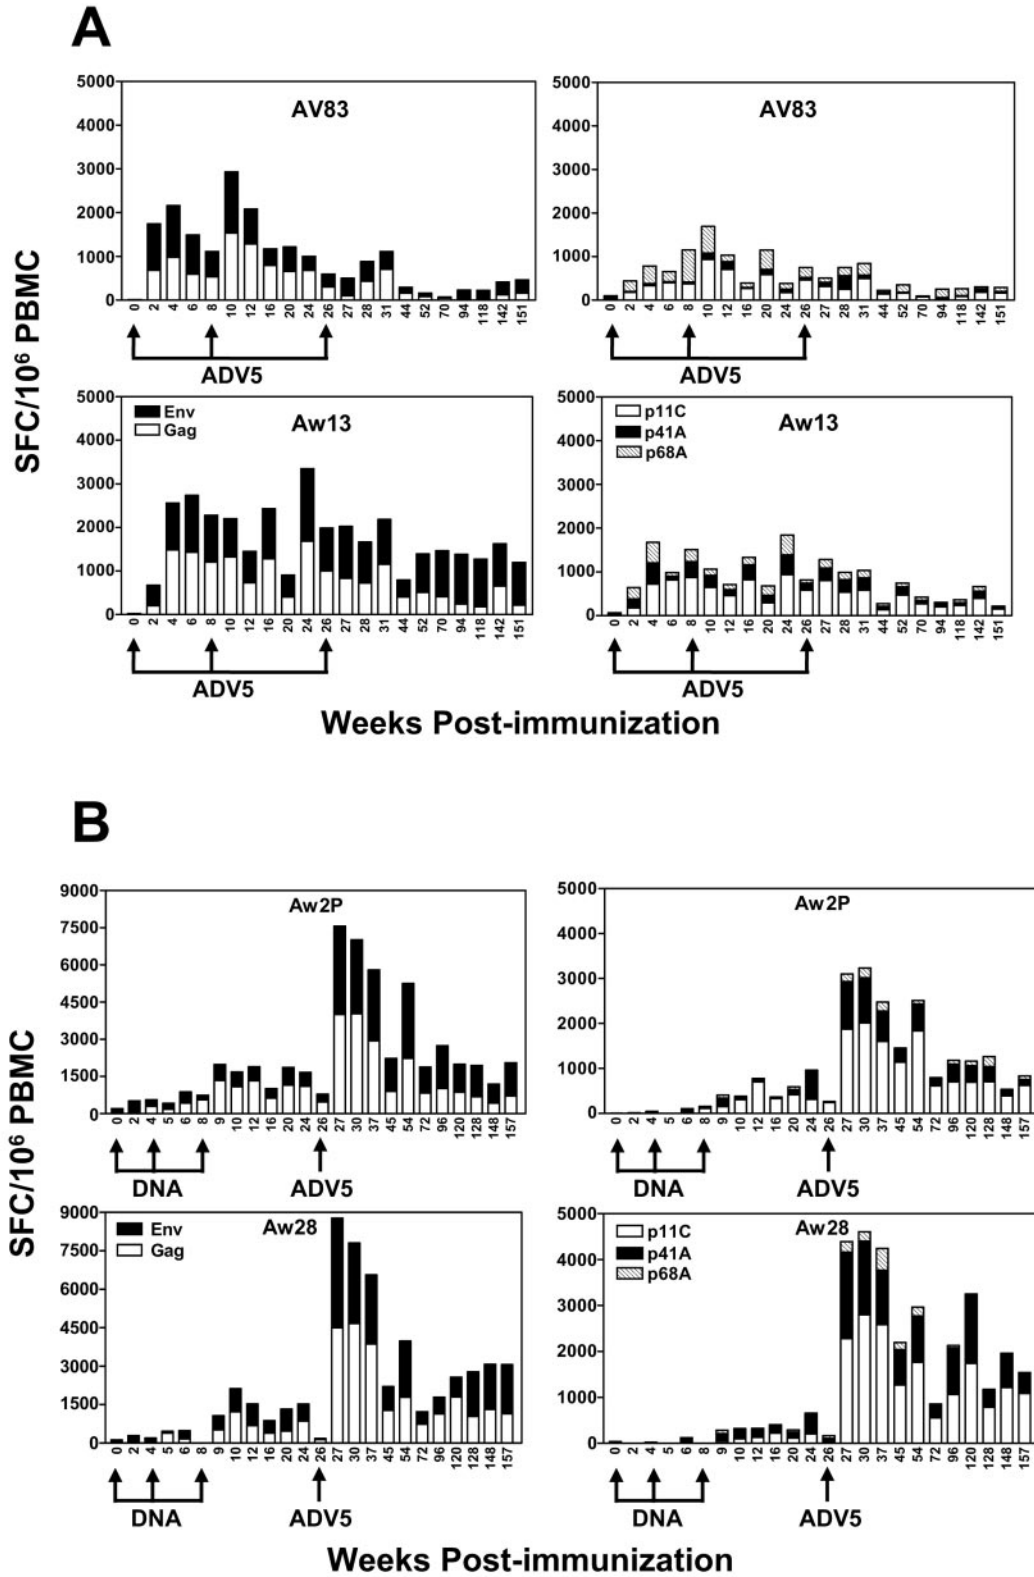 A
AV83
5000
4000
3000
2000
1000
0
0 2 4 6 8 10 12 16 20 24 26 27 28 31 44 52 70 94 118 142 151
ADV5
AV83
5000
4000
3000
2000
1000
0
0 2 4 6 8 10 12 16 20 24 26 27 28 31 44 52 70 94 118 142 151
ADV5
SFC/10⁶ PBMC
Aw13
Env
Gag
5000
4000
3000
2000
1000
0
0 2 4 6 8 10 12 16 20 24 26 27 28 31 44 52 70 94 118 142 151
ADV5
Aw13
p11C
p41A
p68A
5000
4000
3000
2000
1000
0
0 2 4 6 8 10 12 16 20 24 26 27 28 31 44 52 70 94 118 142 151
ADV5
Weeks Post-immunization
B
Aw2P
9000
7500
6000
4500
3000
1500
0
0 2 4 5 6 8 9 10 12 16 20 24 26 27 30 37 45 54 72 96 120 128 148 157
DNA ADV5
Aw2P
5000
4000
3000
2000
1000
0
0 2 4 5 6 8 9 10 12 16 20 24 26 27 30 37 45 54 72 96 120 128 148 157
DNA ADV5
SFC/10⁶ PBMC
Aw28
Env
Gag
9000
7500
6000
4500
3000
1500
0
0 2 4 5 6 8 9 10 12 16 20 24 26 27 30 37 45 54 72 96 120 128 148 157
DNA ADV5
Aw28
p11C
p41A
p68A
5000
4000
3000
2000
1000
0
0 2 4 5 6 8 9 10 12 16 20 24 26 27 30 37 45 54 72 96 120 128 148 157
DNA ADV5
Weeks Post-immunization